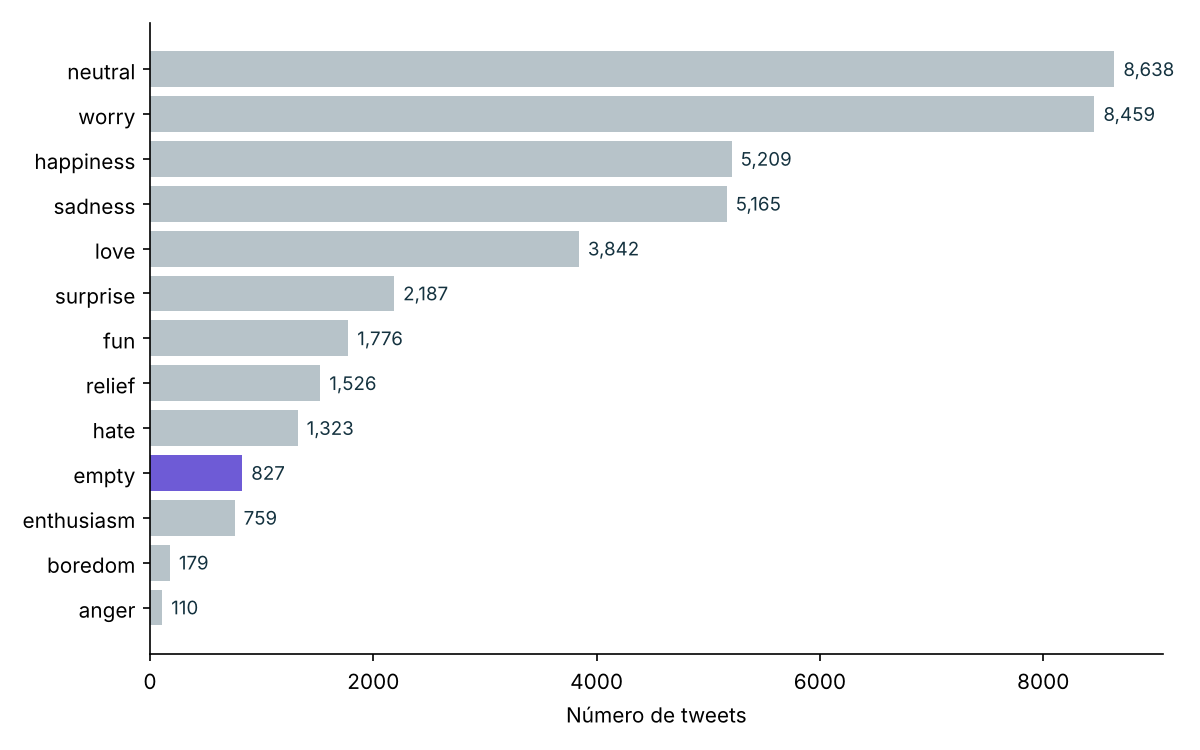 neutral 8,638
worry 8,459
happiness 5,209
sadness 5,165
love 3,842
surprise 2,187
fun 1,776
relief 1,526
hate 1,323
empty 827
enthusiasm 759
boredom 179
anger 110
0 2000 4000 6000 8000
Número de tweets